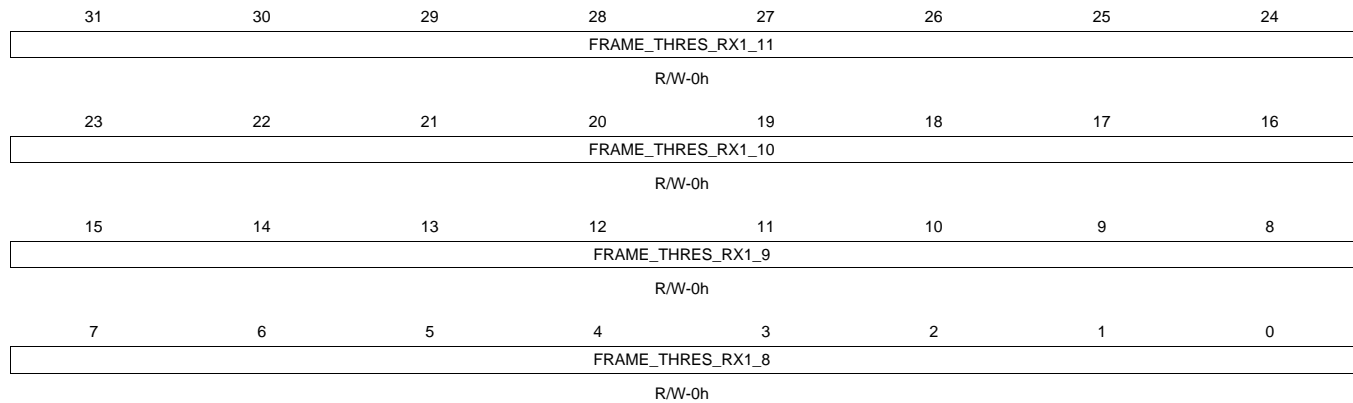 31 30 29 28 27 26 25 24
FRAME_THRES_RX1_11
R/W-0h
23 22 21 20 19 18 17 16
FRAME_THRES_RX1_10
R/W-0h
15 14 13 12 11 10 9 8
FRAME_THRES_RX1_9
R/W-0h
7 6 5 4 3 2 1 0
FRAME_THRES_RX1_8
R/W-0h